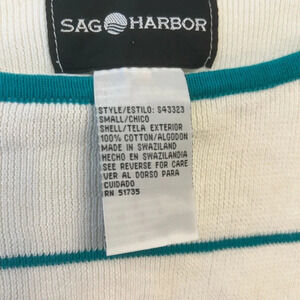 SAG HARBOR
STYLE/ESTILO: S43323
SMALL/CHICO
SHELL/TELA EXTERIOR
100% COTTON/ALGODON
MADE IN SWAZILAND
HECHO EN SWAZILANDIA
SEE REVERSE FOR CARE
VER AL DORSO PARA
CUIDADO
RN 51735